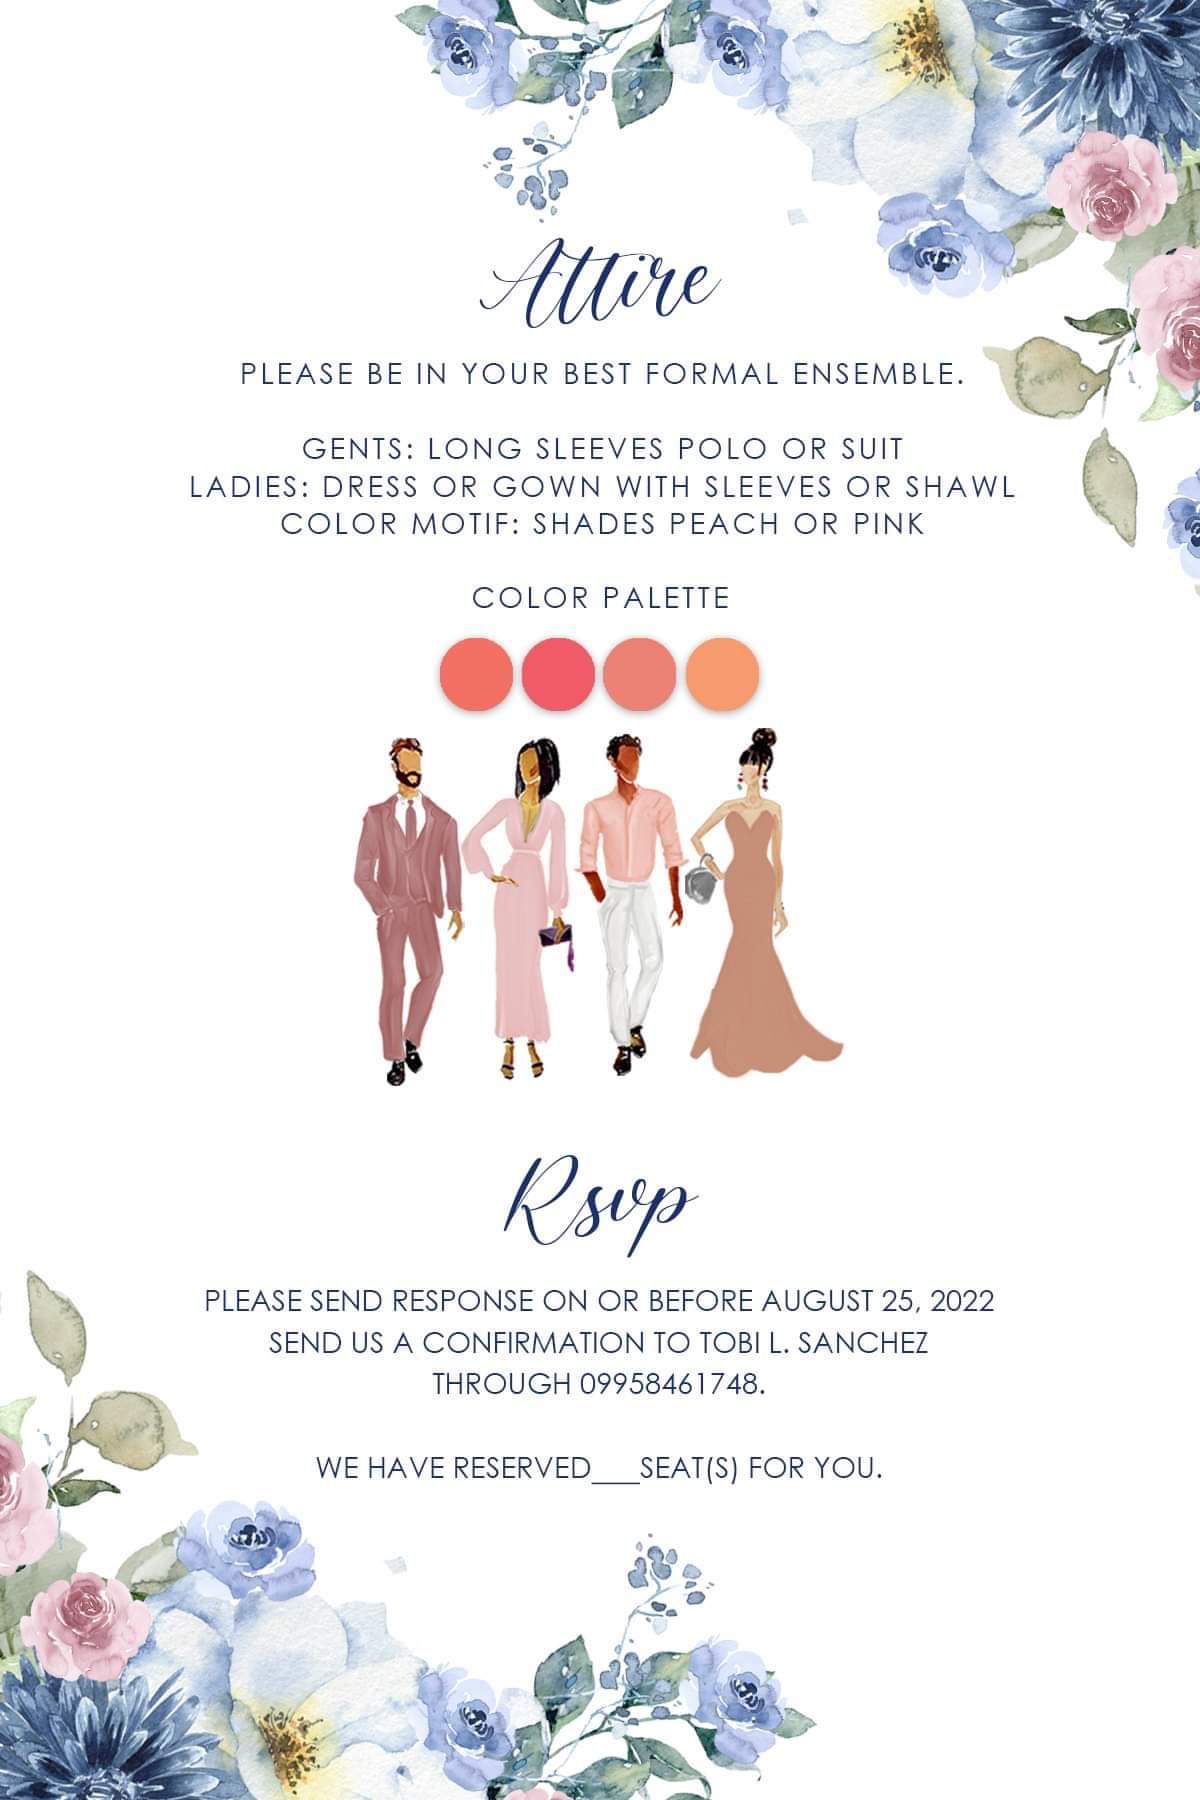 Attire
PLEASE BE IN YOUR BEST FORMAL ENSEMBLE.
GENTS: LONG SLEEVES POLO OR SUIT
LADIES: DRESS OR GOWN WITH SLEEVES OR SHAWL
COLOR MOTIF: SHADES PEACH OR PINK
COLOR PALETTE
Rsvp
PLEASE SEND RESPONSE ON OR BEFORE AUGUST 25, 2022
SEND US A CONFIRMATION TO TOBI L. SANCHEZ
THROUGH 09958461748.
WE HAVE RESERVED___SEAT(S) FOR YOU.